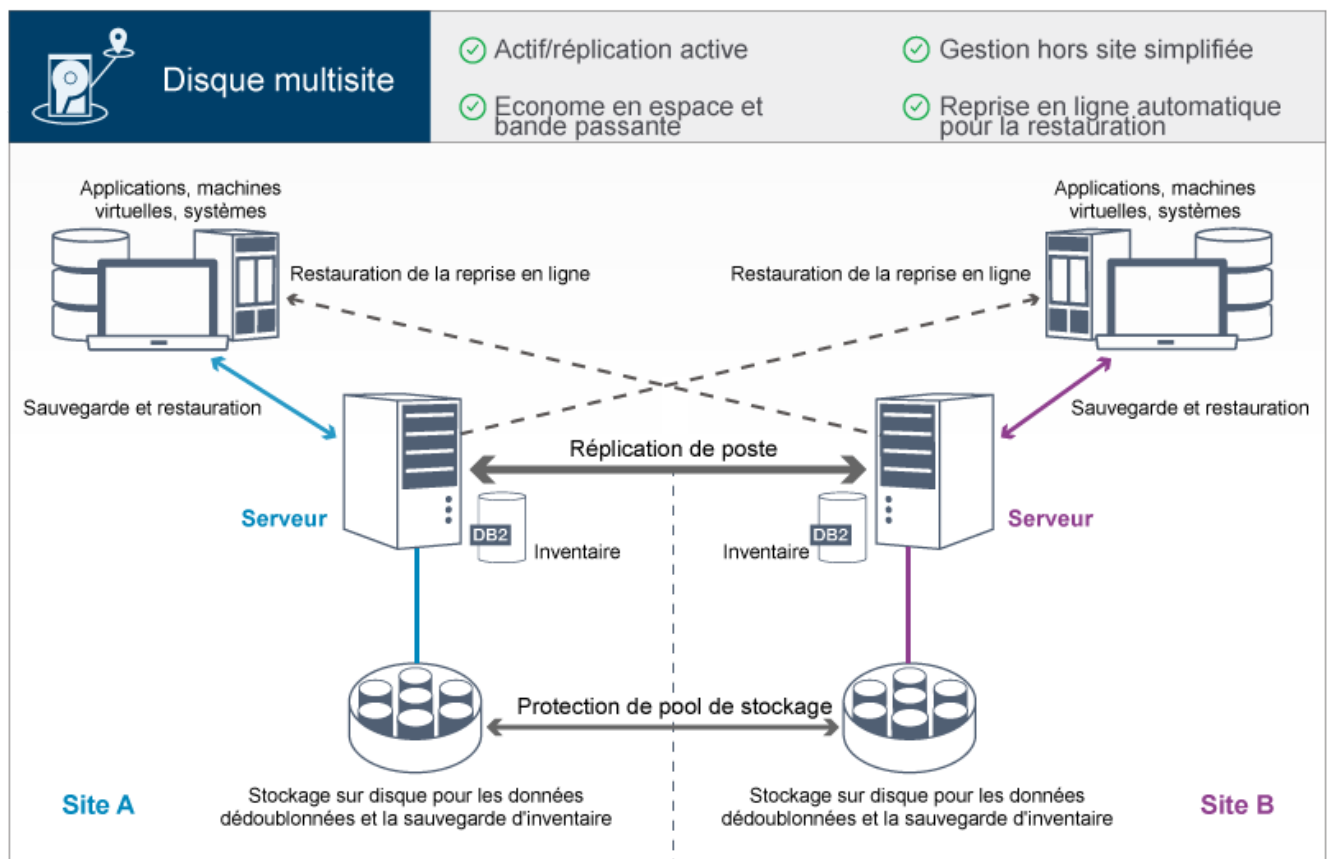 Disque multisite
Actif/réplication active
Gestion hors site simplifiée
Econome en espace et
bande passante
Reprise en ligne automatique
pour la restauration
Applications, machines
virtuelles, systèmes
Applications, machines
virtuelles, systèmes
Restauration de la reprise en ligne
Restauration de la reprise en ligne
Sauvegarde et restauration
Sauvegarde et restauration
Réplication de poste
Serveur
Serveur
DB2
Inventaire
DB2
Inventaire
Protection de pool de stockage
Site A
Stockage sur disque pour les données
dédoublonnées et la sauvegarde d'inventaire
Stockage sur disque pour les données
dédoublonnées et la sauvegarde d'inventaire
Site B